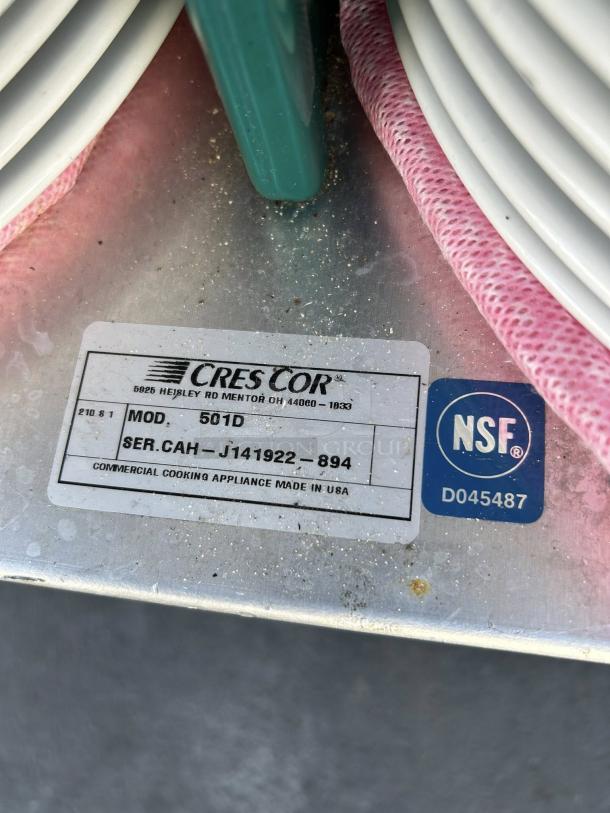 CRES COR®
5925 HEISLEY RD MENTOR OH 44060-1833
210 8 1
MOD. 501D
SER. CAH-J141922-894
COMMERCIAL COOKING APPLIANCE MADE IN USA
NSF®
D045487